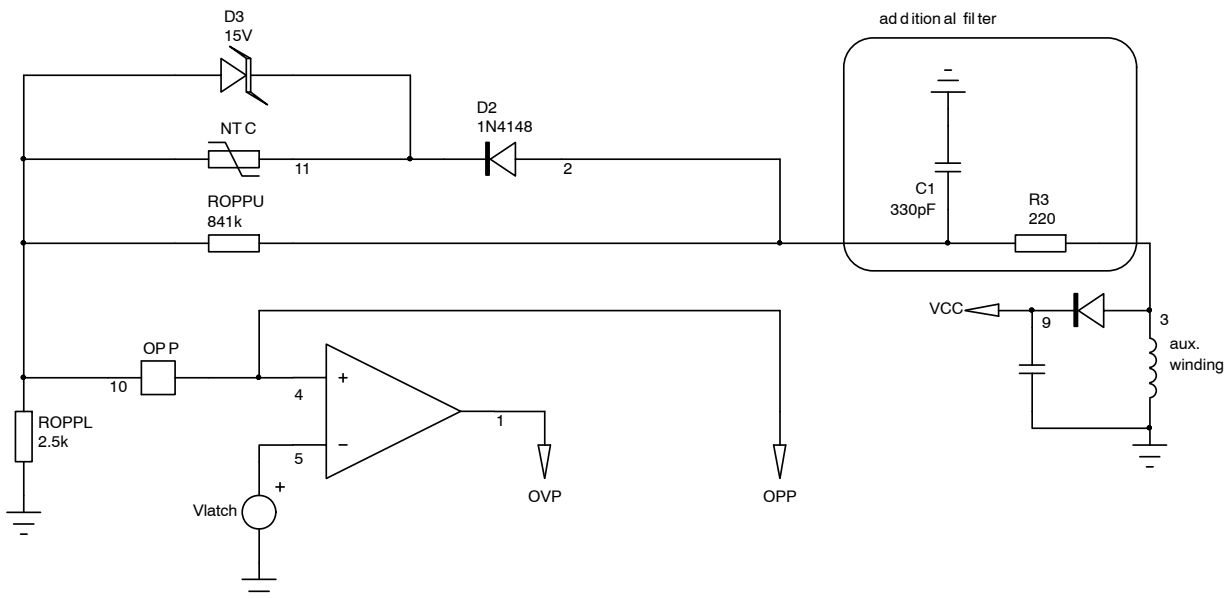 D3
15V
additional filter
D2
1N4148
NTC
11
2
C1
330pF
R3
220
ROPPU
841k
VCC
9
3
aux.
winding
OPP
10
4
+
1
ROPPL
2.5k
5
−
+
Vlatch
OVP
OPP